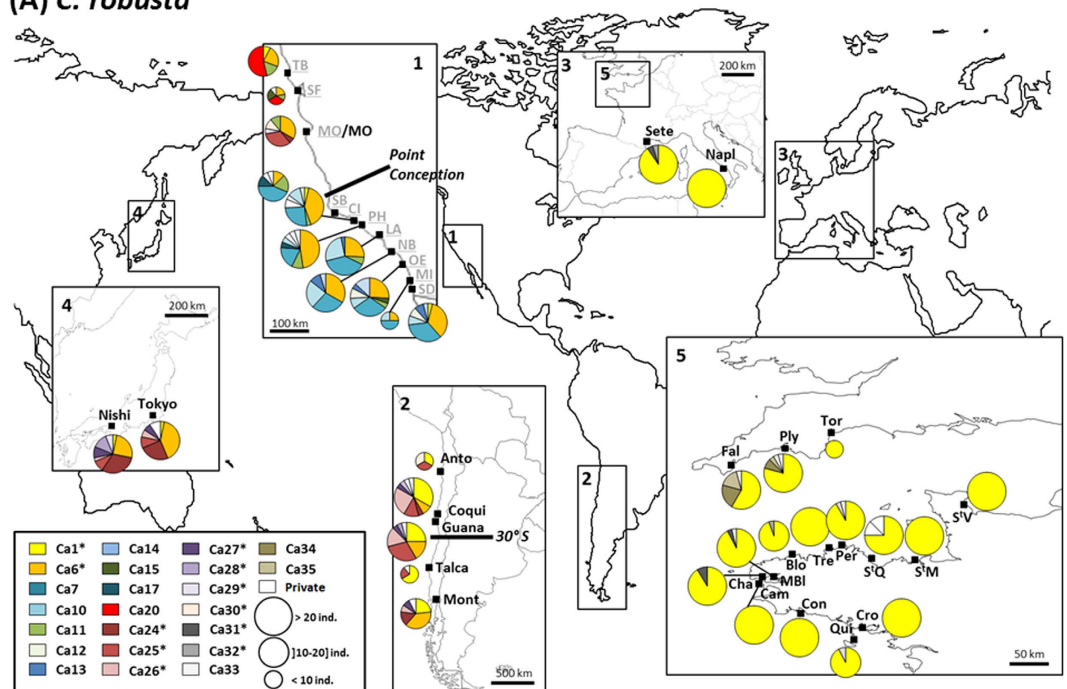 (A) C. robusta
1
TB
SF
MO/MO
Point
Conception
SB
CI
PH
LA
NB
OE
MI
SD
100 km
3
5
200 km
Sete
Napl
3
4
1
4
200 km
Tokyo
Nishi
2
Anto
Coqui
Guana
30° S
Talca
Mont
500 km
2
5
Tor
Ply
Fal
StV
Blo
Tre
Per
StQ
StM
Cha
MBl
Cam
Con
Cro
Qui
50 km
Ca1* Ca14 Ca27* Ca34
Ca6* Ca15 Ca28* Ca35
Ca7 Ca17 Ca29* Private
Ca10 Ca20 Ca30* > 20 ind.
Ca11 Ca24* Ca31*
Ca12 Ca25* Ca32* ]10-20] ind.
Ca13 Ca26* Ca33 < 10 ind.